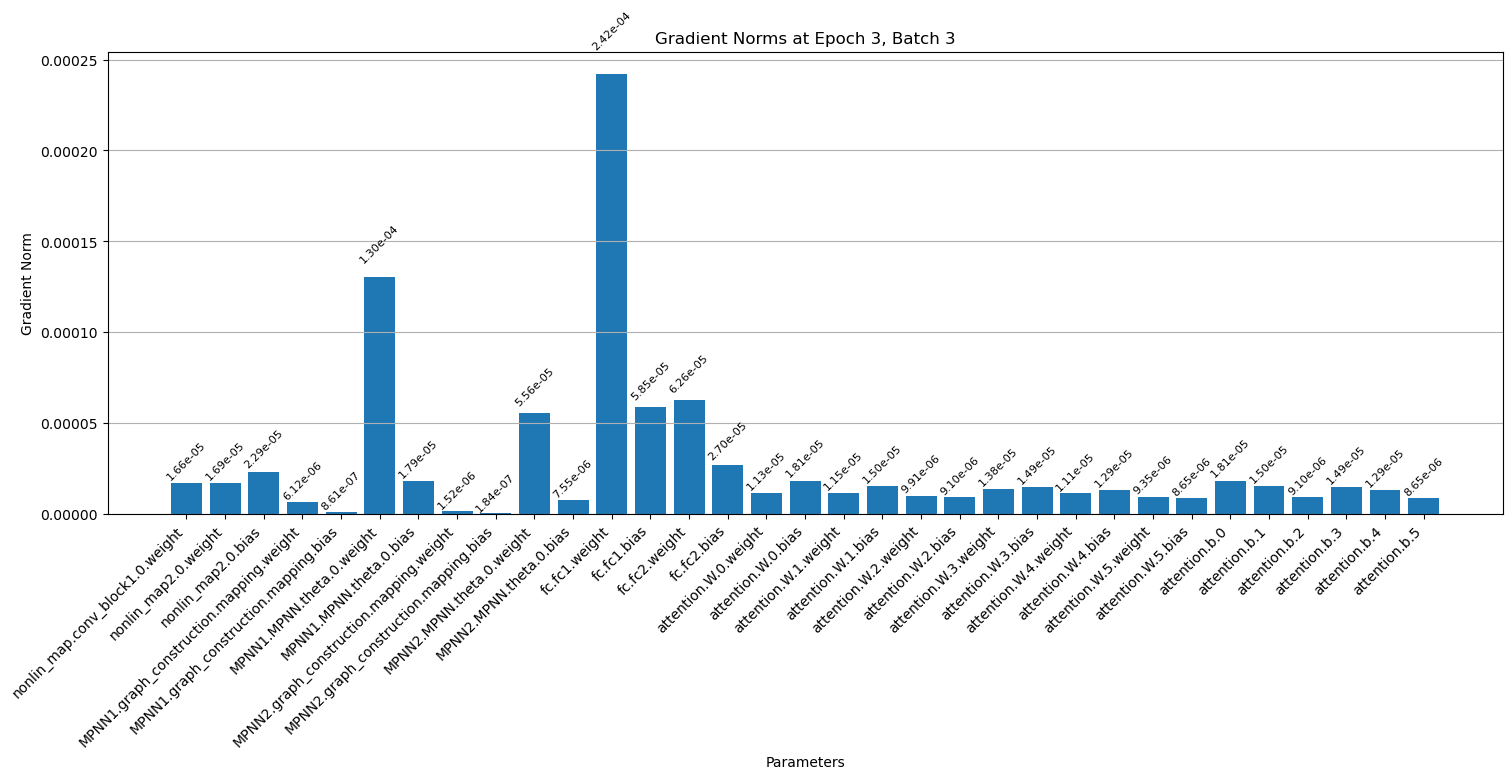 Gradient Norms at Epoch 3, Batch 3
Gradient Norm
0.00025
0.00020
0.00015
0.00010
0.00005
0.00000
1.66e-05
1.69e-05
2.29e-05
6.12e-06
8.61e-07
1.30e-04
1.79e-05
1.52e-06
1.84e-07
5.56e-05
7.55e-06
2.42e-04
5.85e-05
6.26e-05
2.70e-05
1.13e-05
1.81e-05
1.15e-05
1.50e-05
9.91e-06
9.10e-06
1.38e-05
1.49e-05
1.11e-05
1.29e-05
9.35e-06
8.65e-06
1.81e-05
1.50e-05
9.10e-06
1.49e-05
1.29e-05
8.65e-06
nonlin_map.conv_block1.0.weight
nonlin_map2.0.weight
nonlin_map2.0.bias
MPNN1.graph_construction.mapping.weight
MPNN1.graph_construction.mapping.bias
MPNN1.MPNN.theta.0.weight
MPNN1.MPNN.theta.0.bias
MPNN2.graph_construction.mapping.weight
MPNN2.graph_construction.mapping.bias
MPNN2.MPNN.theta.0.weight
MPNN2.MPNN.theta.0.bias
fc.fc1.weight
fc.fc1.bias
fc.fc2.weight
fc.fc2.bias
attention.W.0.weight
attention.W.0.bias
attention.W.1.weight
attention.W.1.bias
attention.W.2.weight
attention.W.2.bias
attention.W.3.weight
attention.W.3.bias
attention.W.4.weight
attention.W.4.bias
attention.W.5.weight
attention.W.5.bias
attention.b.0
attention.b.1
attention.b.2
attention.b.3
attention.b.4
attention.b.5
Parameters